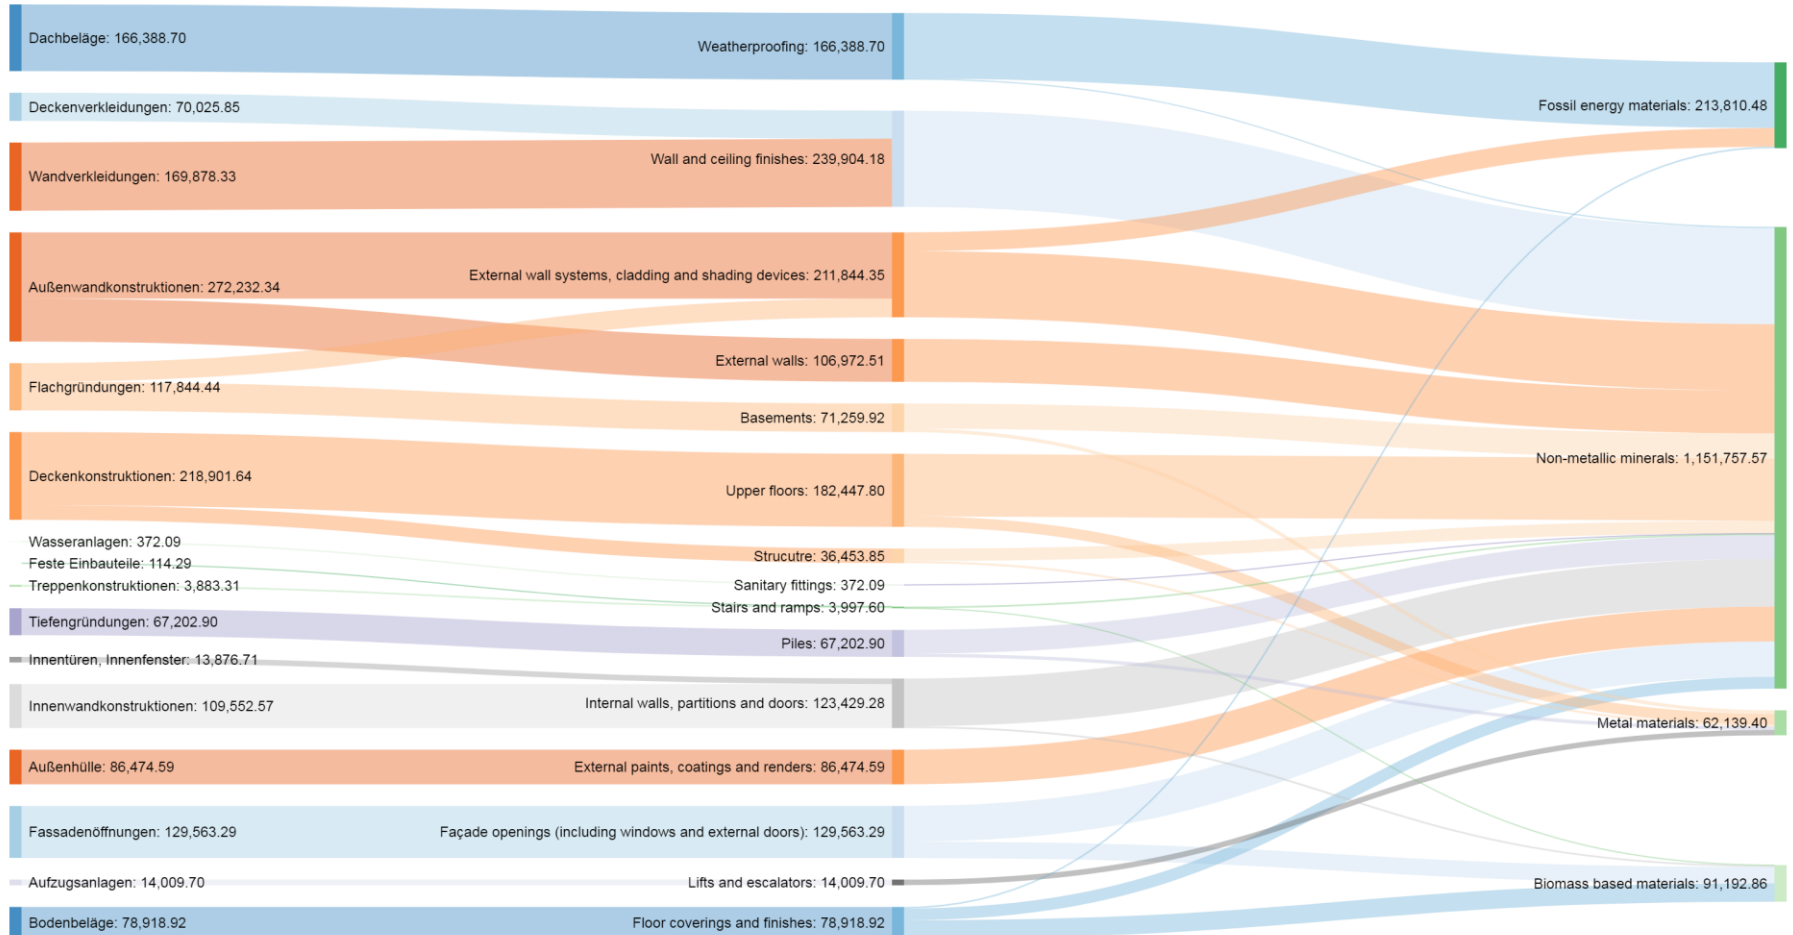 Dachbeläge: 166,388.70
Deckenverkleidungen: 70,025.85
Wandverkleidungen: 169,878.33
Außenwandkonstruktionen: 272,232.34
Flachgründungen: 117,844.44
Deckenkonstruktionen: 218,901.64
Wasseranlagen: 372.09
Feste Einbauteile: 114.29
Treppenkonstruktionen: 3,883.31
Tiefengründungen: 67,202.90
Innentüren, Innenfenster: 13,876.71
Innenwandkonstruktionen: 109,552.57
Außenhülle: 86,474.59
Fassadenöffnungen: 129,563.29
Aufzugsanlagen: 14,009.70
Bodenbeläge: 78,918.92
Weatherproofing: 166,388.70
Wall and ceiling finishes: 239,904.18
External wall systems, cladding and shading devices: 211,844.35
External walls: 106,972.51
Basements: 71,259.92
Upper floors: 182,447.80
Strucutre: 36,453.85
Sanitary fittings: 372.09
Stairs and ramps: 3,997.60
Piles: 67,202.90
Internal walls, partitions and doors: 123,429.28
External paints, coatings and renders: 86,474.59
Façade openings (including windows and external doors): 129,563.29
Lifts and escalators: 14,009.70
Floor coverings and finishes: 78,918.92
Fossil energy materials: 213,810.48
Non-metallic minerals: 1,151,757.57
Metal materials: 62,139.40
Biomass based materials: 91,192.86